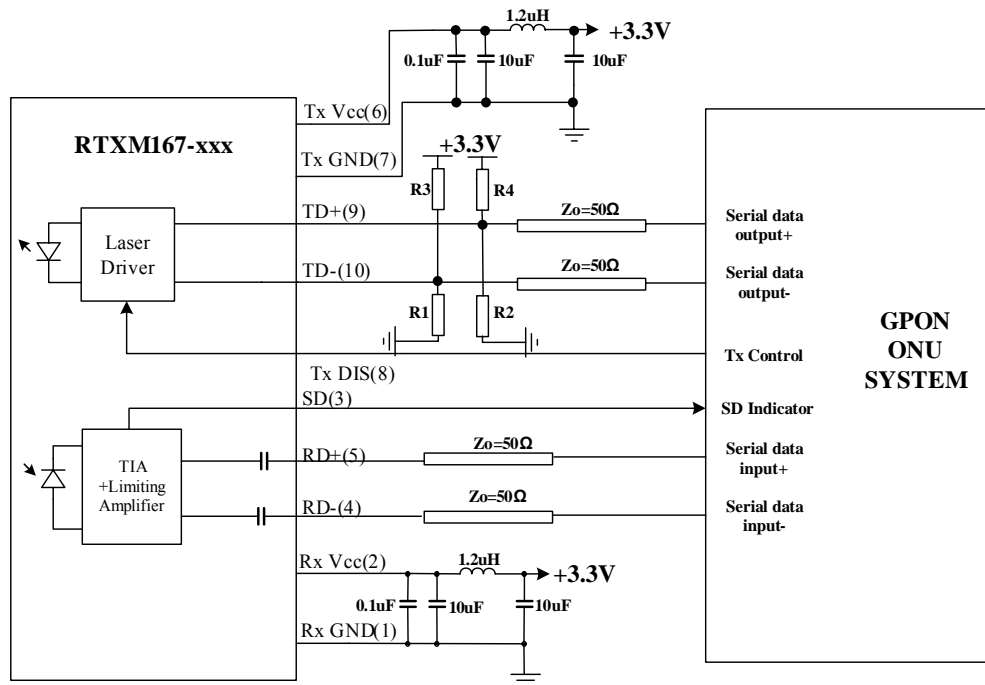 1.2uH
+3.3V
0.1uF
10uF
10uF
Tx Vcc(6)
RTXM167-xxx
Tx GND(7)
+3.3V
R3
R4
TD+(9)
Zo=50Ω
Serial data
output+
Laser
Driver
TD-(10)
Zo=50Ω
Serial data
output-
R1
R2
GPON
ONU
SYSTEM
Tx Control
Tx DIS(8)
SD(3)
SD Indicator
TIA
+Limiting
Amplifier
RD+(5)
Zo=50Ω
Serial data
input+
RD-(4)
Zo=50Ω
Serial data
input-
Rx Vcc(2)
1.2uH
+3.3V
0.1uF
10uF
10uF
Rx GND(1)